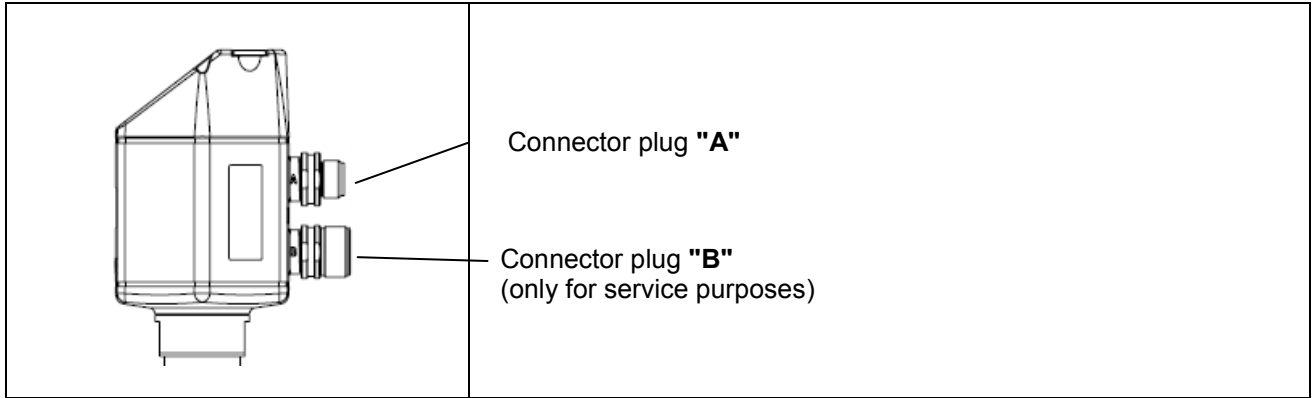 Connector plug "A"
A
Connector plug "B"
(only for service purposes)
B